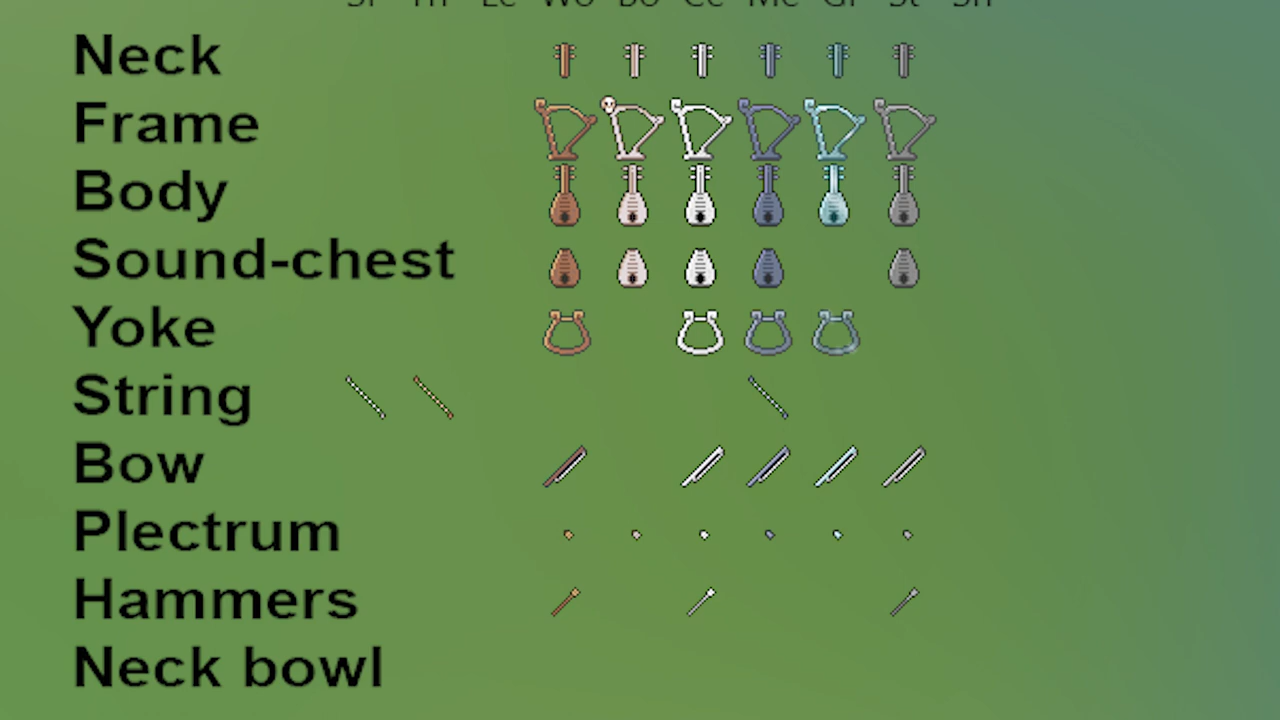 Neck
Frame
Body
Sound-chest
Yoke
String
Bow
Plectrum
Hammers
Neck bowl